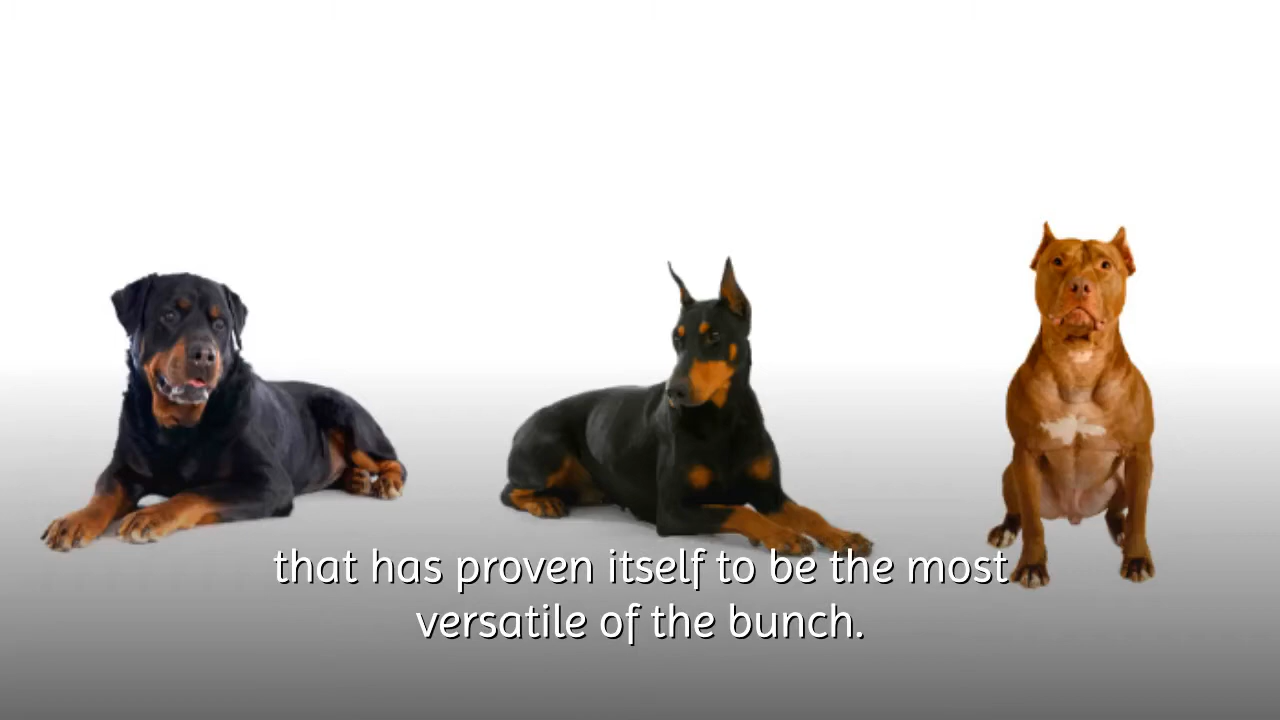 that has proven itself to be the most
versatile of the bunch.